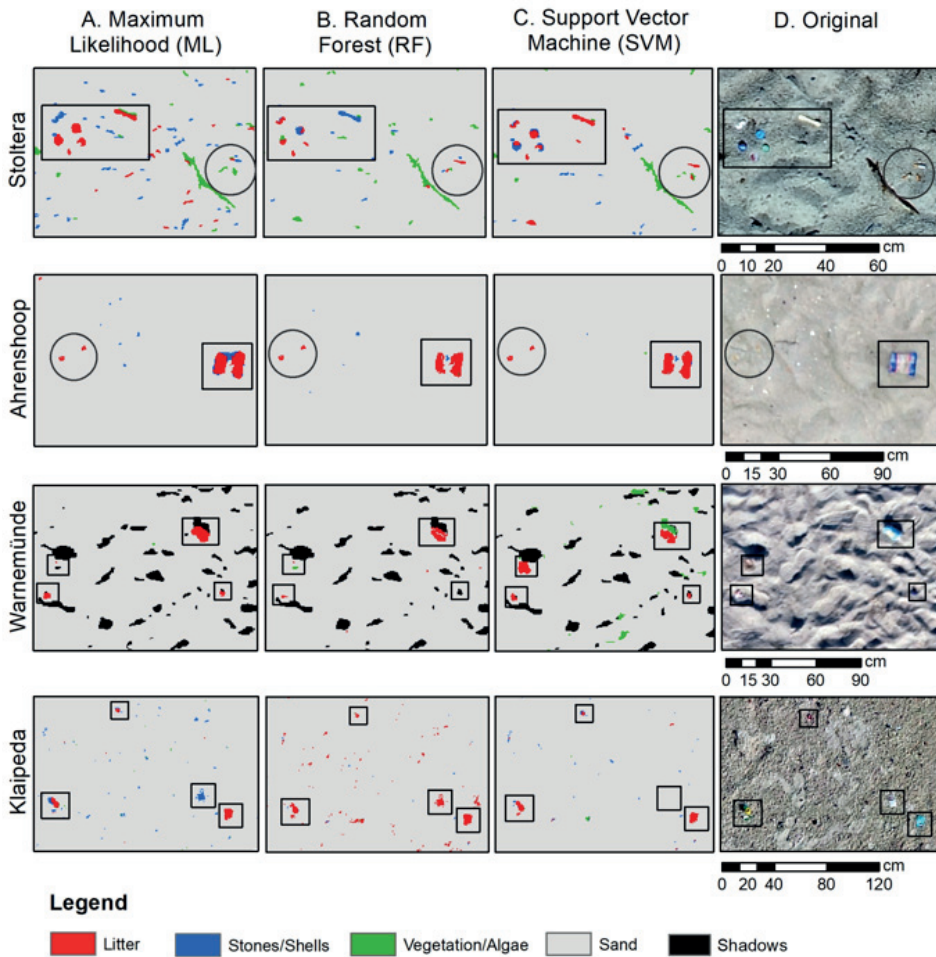 A. Maximum
Likelihood (ML)
B. Random
Forest (RF)
C. Support Vector
Machine (SVM)
D. Original
Stoltera
cm
0 10 20 40 60
Ahrenshoop
cm
0 15 30 60 90
Warnemünde
cm
0 15 30 60 90
Klaipeda
cm
0 20 40 80 120
Legend
Litter
Stones/Shells
Vegetation/Algae
Sand
Shadows